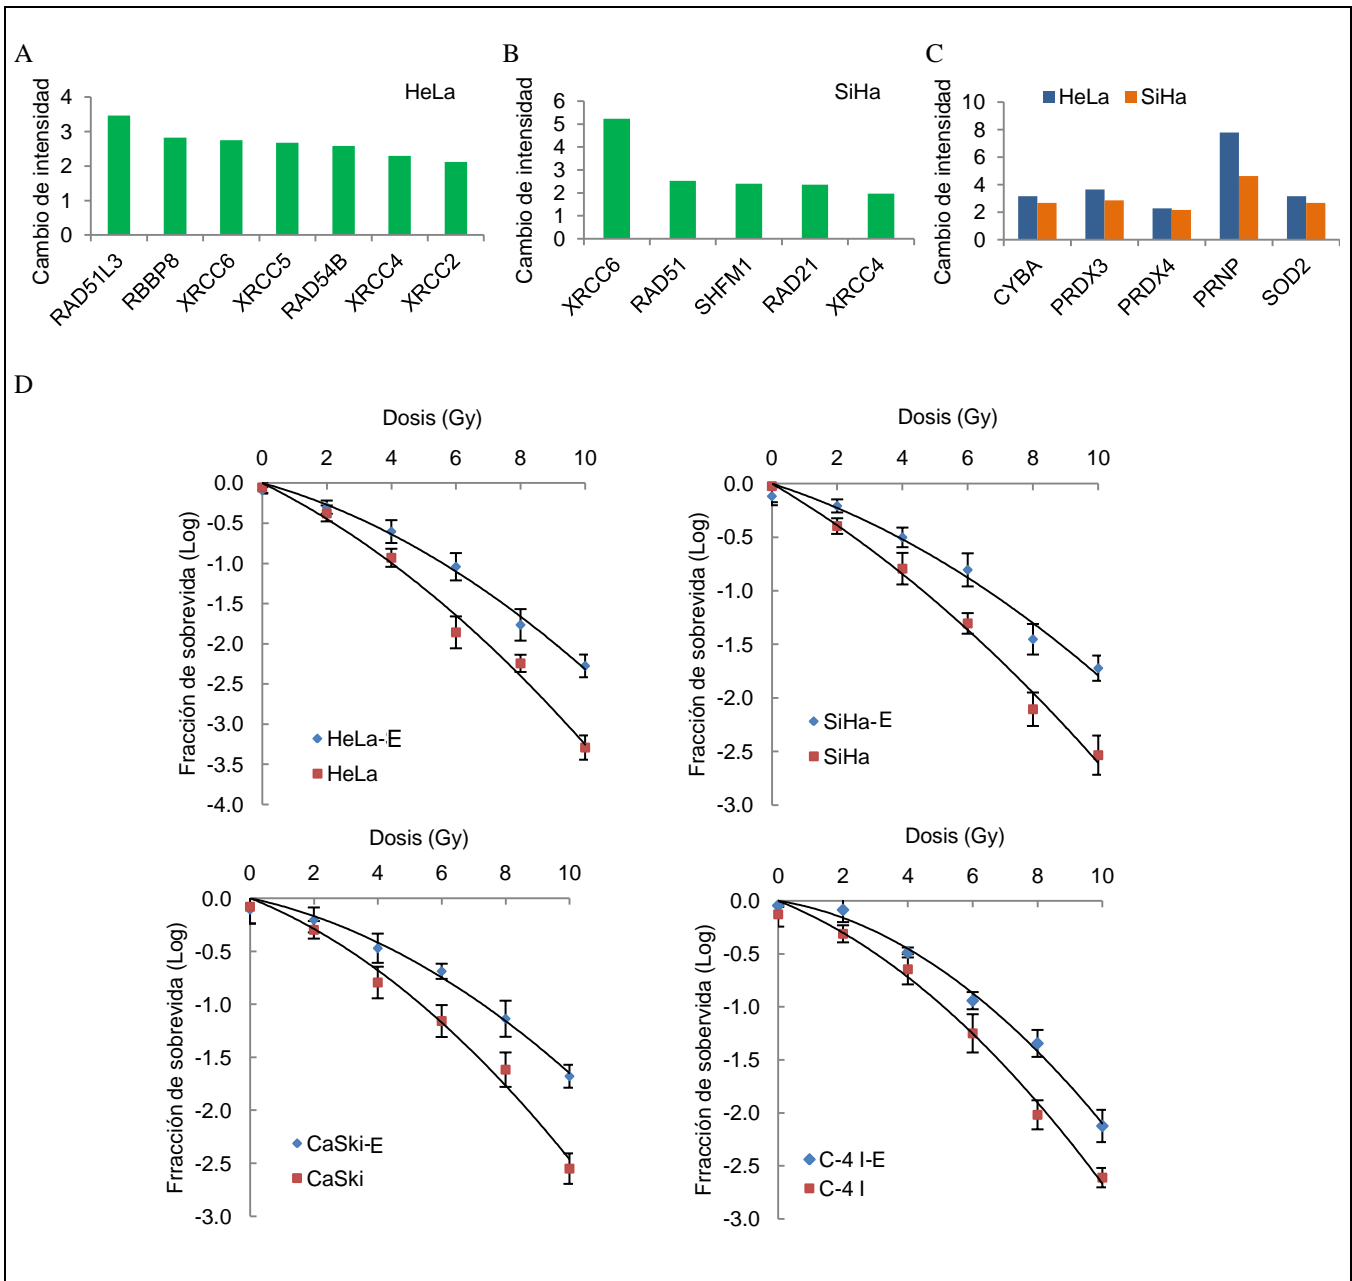 A
Cambio de intensidad
HeLa
4
3
2
1
0
RAD51L3
RBBP8
XRCC6
XRCC5
RAD54B
XRCC4
XRCC2
B
Cambio de intensidad
SiHa
6
5
4
3
2
1
0
XRCC6
RAD51
SHFM1
RAD21
XRCC4
C
Cambio de intensidad
HeLa SiHa
10
8
6
4
2
0
CYBA
PRDX3
PRDX4
PRNP
SOD2
D
Dosis (Gy)
0 2 4 6 8 10
Fracción de sobrevida (Log)
0.0
-0.5
-1.0
-1.5
-2.0
-2.5
-3.0
-3.5
-4.0
HeLa-E
HeLa
Dosis (Gy)
0 2 4 6 8 10
Fracción de sobrevida (Log)
0.0
-0.5
-1.0
-1.5
-2.0
-2.5
-3.0
SiHa-E
SiHa
Dosis (Gy)
0 2 4 6 8 10
Frracción de sobrevida (Log)
0.0
-0.5
-1.0
-1.5
-2.0
-2.5
-3.0
CaSki-E
CaSki
Dosis (Gy)
0 2 4 6 8 10
Fracción de sobervida (Log)
0.0
-0.5
-1.0
-1.5
-2.0
-2.5
-3.0
C-4 I-E
C-4 I